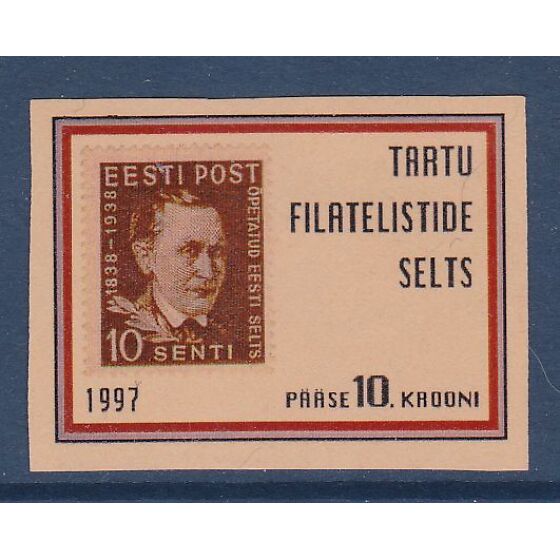 EESTI POST
1838-1938
ÕPETATUD EESTI SELTS
10 SENTI
TARTU
FILATELISTIDE
SELTS
1997
PÄÄSE 10. KROONI